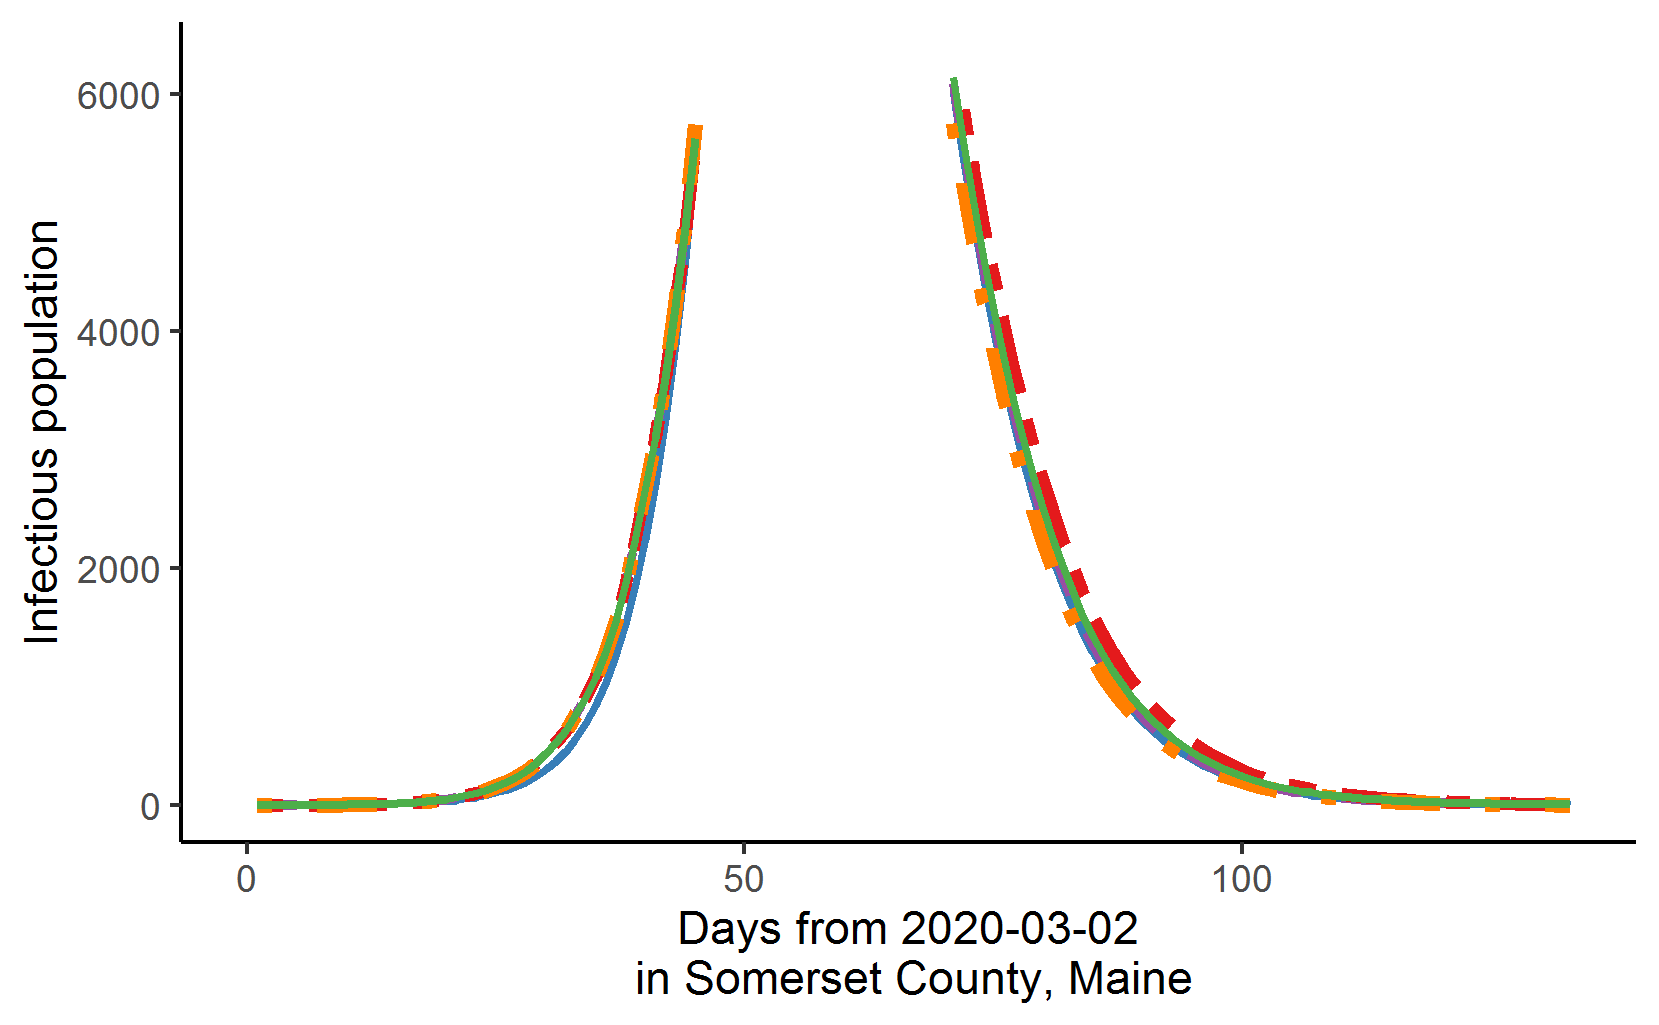 6000
4000
2000
0
Infectious population
0
50
100
Days from 2020-03-02
in Somerset County, Maine